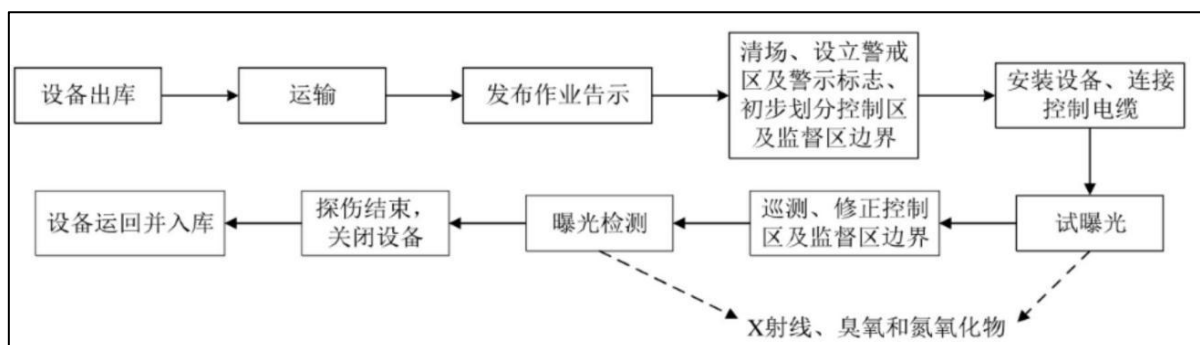 设备出库
运输
发布作业告示
清场、设立警戒
区及警示标志、
初步划分控制区
及监督区边界
安装设备、连接
控制电缆
设备运回并入库
探伤结束，
关闭设备
曝光检测
巡测、修正控制
区及监督区边界
试曝光
X射线、臭氧和氮氧化物